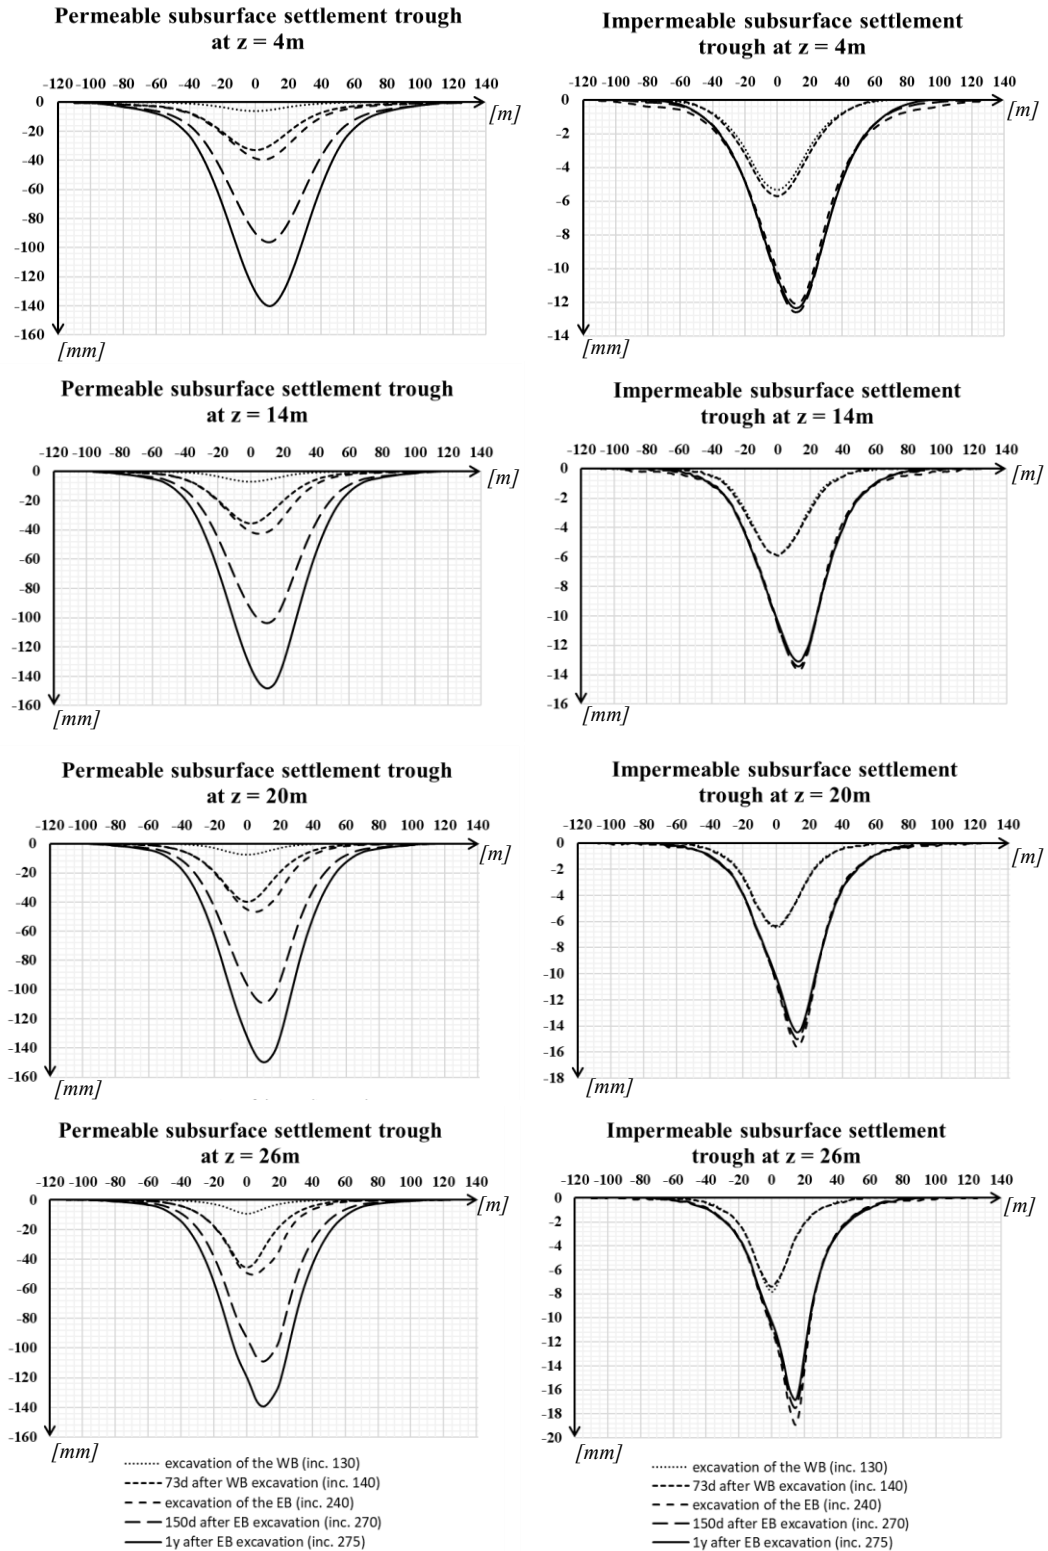 Permeable subsurface settlement trough
at z = 4m
-120 -100 -80 -60 -40 -20 0 20 40 60 80 100 120 140
[m]
0
-20
-40
-60
-80
-100
-120
-140
-160
[mm]
Impermeable subsurface settlement
trough at z = 4m
-120 -100 -80 -60 -40 -20 0 20 40 60 80 100 120 140
[m]
0
-2
-4
-6
-8
-10
-12
-14
[mm]
Permeable subsurface settlement trough
at z = 14m
-120 -100 -80 -60 -40 -20 0 20 40 60 80 100 120 140
[m]
0
-20
-40
-60
-80
-100
-120
-140
-160
[mm]
Impermeable subsurface settlement
trough at z = 14m
-120 -100 -80 -60 -40 -20 0 20 40 60 80 100 120 140
[m]
0
-2
-4
-6
-8
-10
-12
-14
-16
[mm]
Permeable subsurface settlement trough
at z = 20m
-120 -100 -80 -60 -40 -20 0 20 40 60 80 100 120 140
[m]
0
-20
-40
-60
-80
-100
-120
-140
-160
[mm]
Impermeable subsurface settlement
trough at z = 20m
-120 -100 -80 -60 -40 -20 0 20 40 60 80 100 120 140
[m]
0
-2
-4
-6
-8
-10
-12
-14
-16
-18
[mm]
Permeable subsurface settlement trough
at z = 26m
-120 -100 -80 -60 -40 -20 0 20 40 60 80 100 120 140
[m]
0
-20
-40
-60
-80
-100
-120
-140
-160
[mm]
excavation of the WB (inc. 130)
73d after WB excavation (inc. 140)
excavation of the EB (inc. 240)
150d after EB excavation (inc. 270)
1y after EB excavation (inc. 275)
Impermeable subsurface settlement
trough at z = 26m
-120 -100 -80 -60 -40 -20 0 20 40 60 80 100 120 140
[m]
0
-2
-4
-6
-8
-10
-12
-14
-16
-18
-20
[mm]
excavation of the WB (inc. 130)
73d after WB excavation (inc. 140)
excavation of the EB (inc. 240)
150d after EB excavation (inc. 270)
1y after EB excavation (inc. 275)